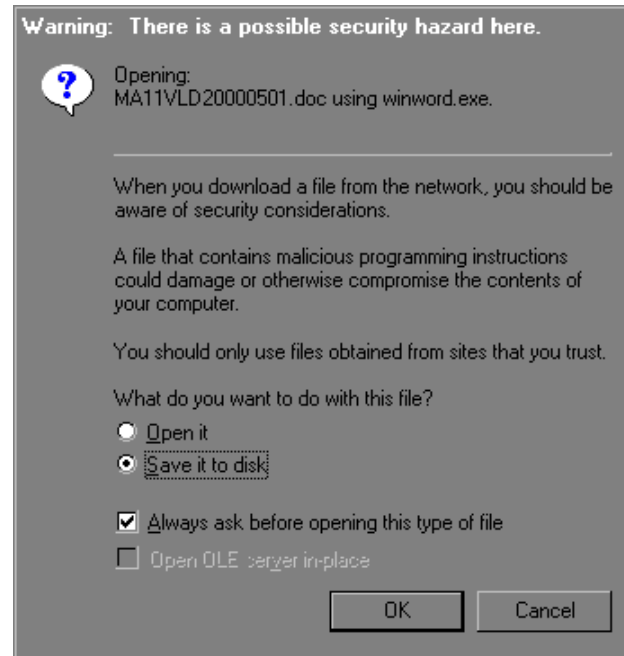 Warning: There is a possible security hazard here.
Opening:
MA11VLD20000501.doc using winword.exe.
When you download a file from the network, you should be
aware of security considerations.
A file that contains malicious programming instructions
could damage or otherwise compromise the contents of
your computer.
You should only use files obtained from sites that you trust.
What do you want to do with this file?
Open it
Save it to disk
Always ask before opening this type of file
Open OLE server in-place
OK
Cancel